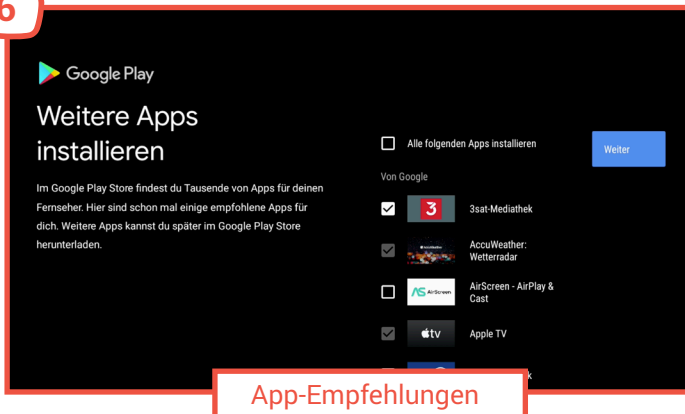 6
Google Play
Weitere Apps
installieren
Im Google Play Store findest du Tausende von Apps für deinen
Fernseher. Hier sind schon mal einige empfohlene Apps für
dich. Weitere Apps kannst du später im Google Play Store
herunterladen.
Alle folgenden Apps installieren
Weiter
Von Google
3
3sat-Mediathek
AccuWeather:
Wetterradar
AS AirScreen
AirScreen - AirPlay &
Cast
tv
Apple TV
App-Empfehlungen